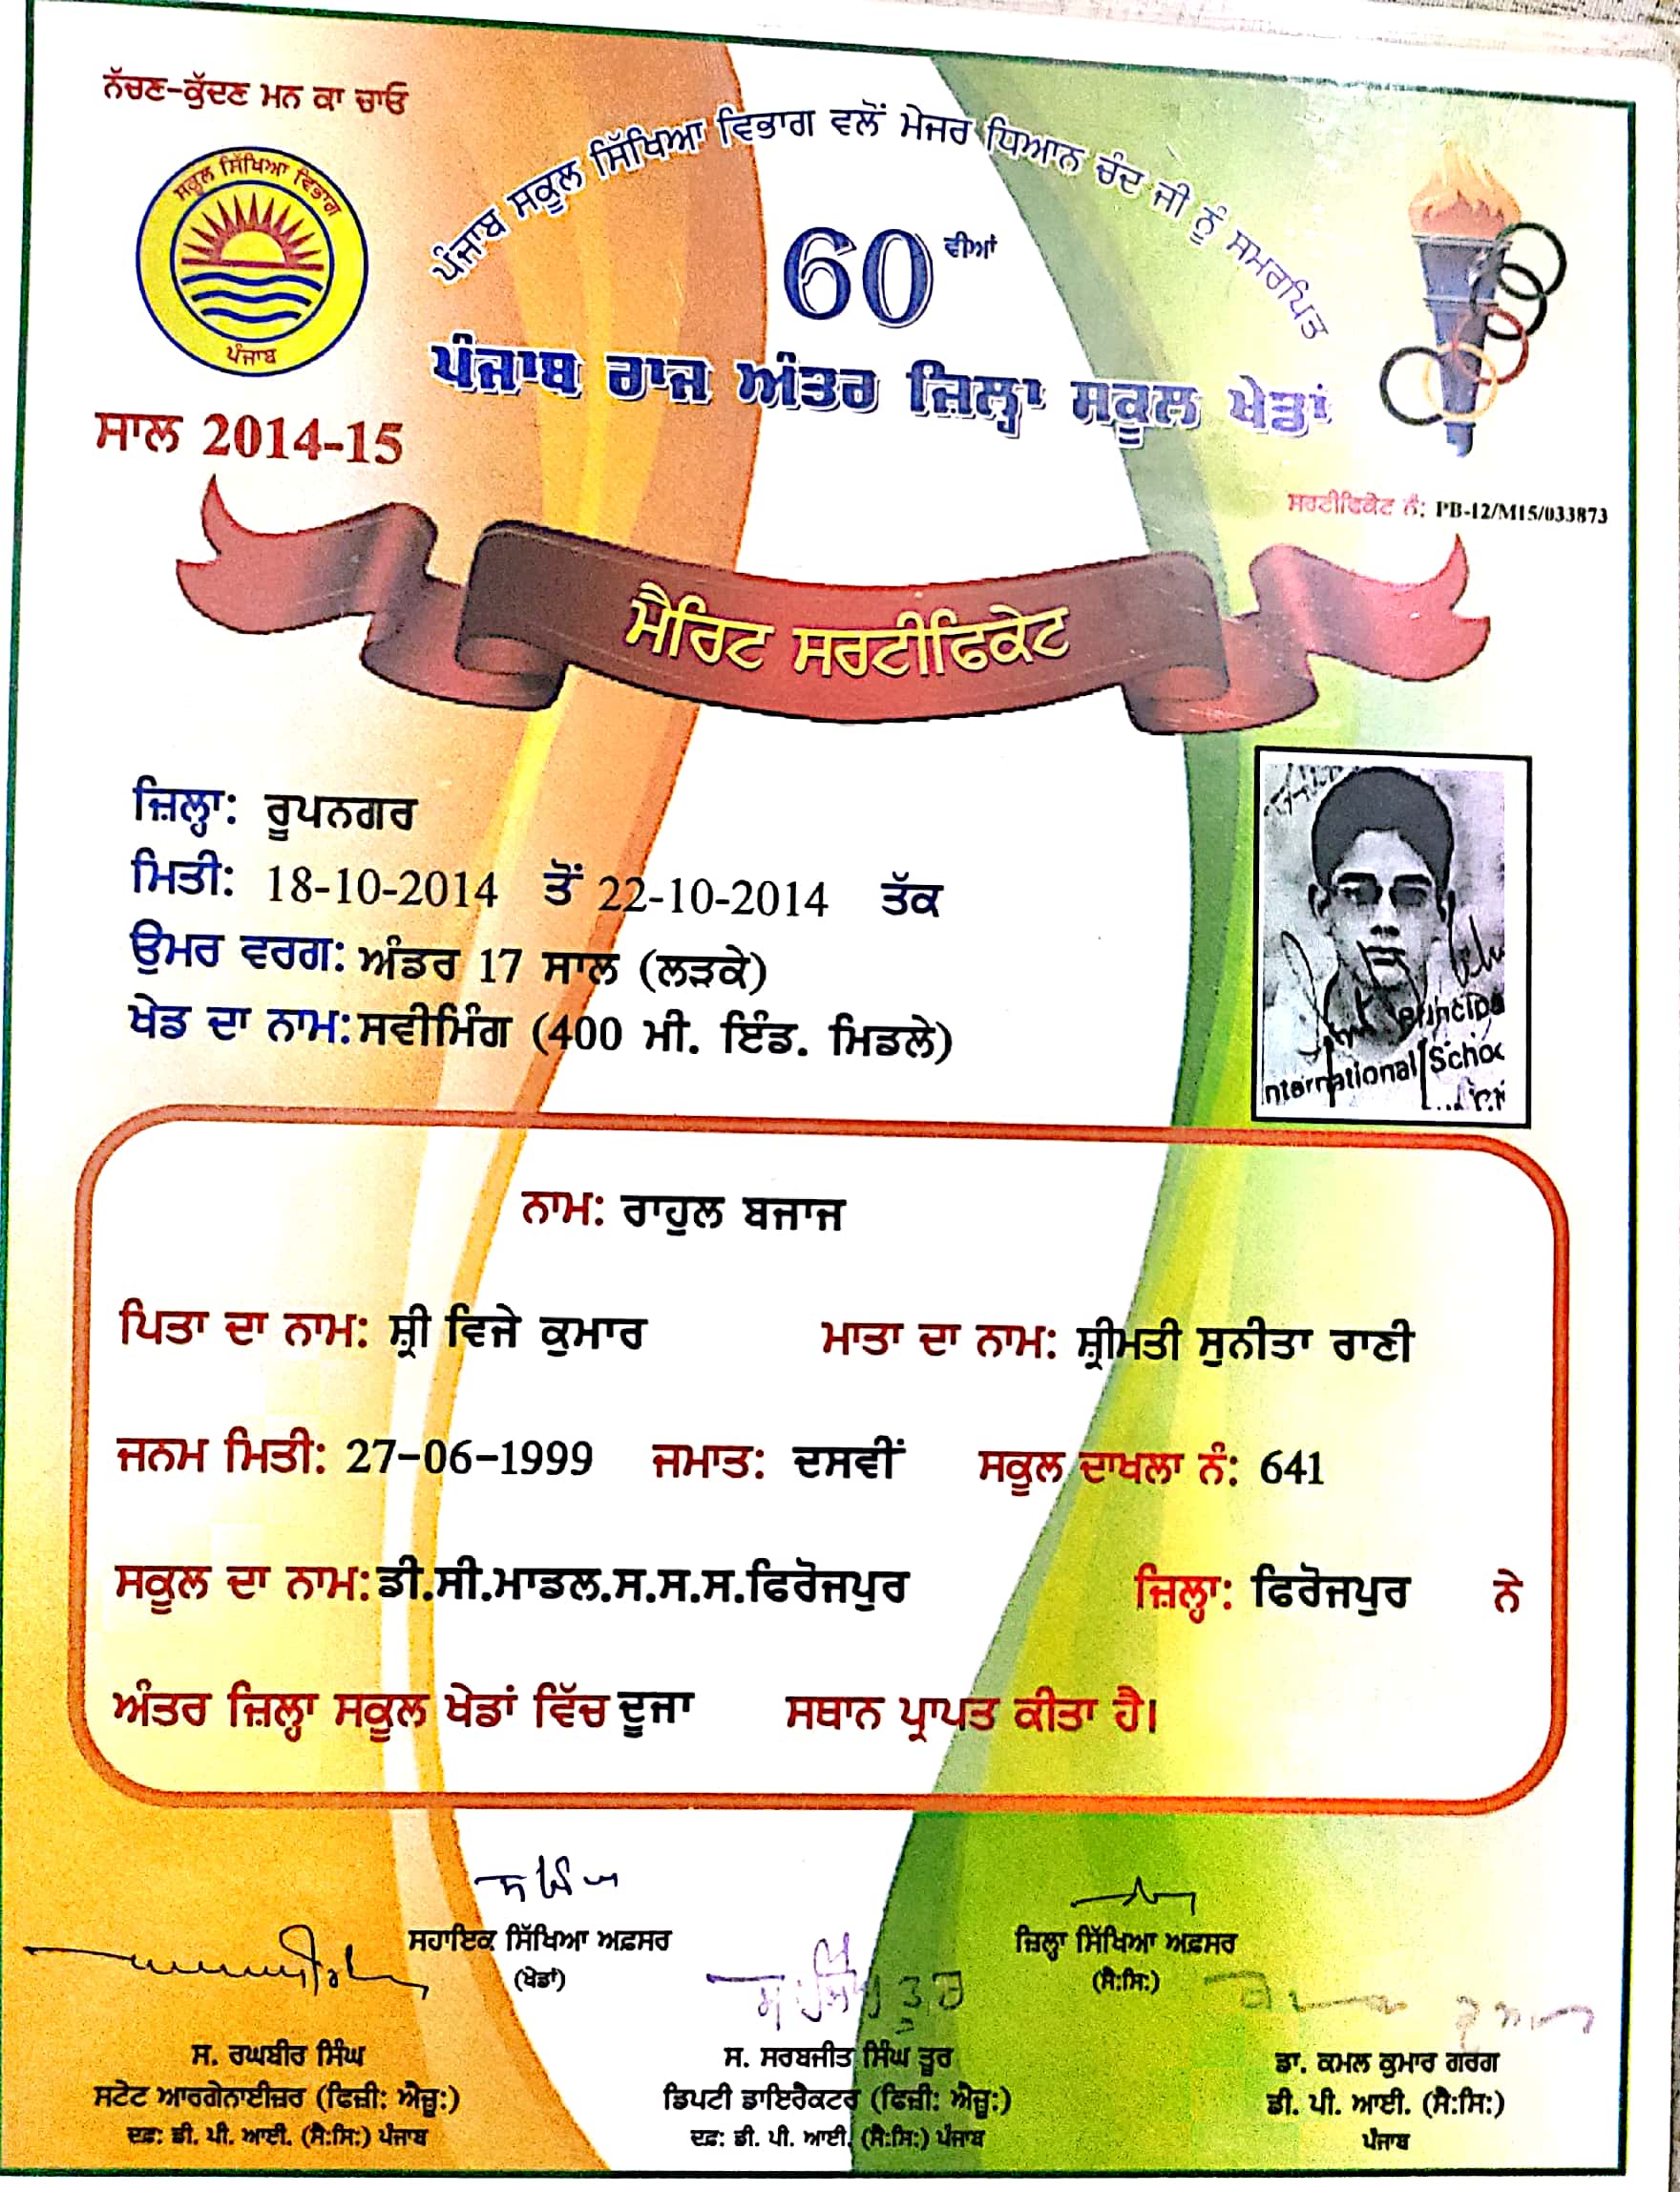 ਨੱਚਣ-ਕੁੱਦਣ ਮਨ ਕਾ ਚਾਓ
ਪੰਜਾਬ ਸਕੂਲ ਸਿੱਖਿਆ ਵਿਭਾਗ ਵਲੋਂ ਮੇਜਰ ਧਿਆਨ ਚੰਦ ਜੀ ਨੂੰ ਸਮਰਪਿਤ
ਸਕੂਲ ਸਿੱਖਿਆ ਵਿਭਾਗ
ਪੰਜਾਬ
60 ਵੀਆਂ
ਪੰਜਾਬ ਰਾਜ ਅੰਤਰ ਜ਼ਿਲ੍ਹਾ ਸਕੂਲ ਖੇਡਾਂ
ਸਾਲ 2014-15
ਸਰਟੀਫਿਕੇਟ ਨੰ: PB-12/M15/033873
ਮੈਰਿਟ ਸਰਟੀਫਿਕੇਟ
ਜ਼ਿਲ੍ਹਾ: ਰੂਪਨਗਰ
ਮਿਤੀ: 18-10-2014 ਤੋਂ 22-10-2014 ਤੱਕ
ਉਮਰ ਵਰਗ: ਅੰਡਰ 17 ਸਾਲ (ਲੜਕੇ)
ਖੇਡ ਦਾ ਨਾਮ: ਸਵੀਮਿੰਗ (400 ਮੀ. ਇੰਡ. ਮਿਡਲੇ)
Principa
nternational Schoo
ਨਾਮ: ਰਾਹੁਲ ਬਜਾਜ
ਪਿਤਾ ਦਾ ਨਾਮ: ਸ਼੍ਰੀ ਵਿਜੇ ਕੁਮਾਰ ਮਾਤਾ ਦਾ ਨਾਮ: ਸ਼੍ਰੀਮਤੀ ਸੁਨੀਤਾ ਰਾਣੀ
ਜਨਮ ਮਿਤੀ: 27-06-1999 ਜਮਾਤ: ਦਸਵੀਂ ਸਕੂਲ ਦਾਖਲਾ ਨੰ: 641
ਸਕੂਲ ਦਾ ਨਾਮ: ਡੀ.ਸੀ.ਮਾਡਲ.ਸ.ਸ.ਸ.ਫਿਰੋਜਪੁਰ ਜ਼ਿਲ੍ਹਾ: ਫਿਰੋਜਪੁਰ ਨੇ
ਅੰਤਰ ਜ਼ਿਲ੍ਹਾ ਸਕੂਲ ਖੇਡਾਂ ਵਿੱਚ ਦੂਜਾ ਸਥਾਨ ਪ੍ਰਾਪਤ ਕੀਤਾ ਹੈ।
ਸਹਾਇਕ ਸਿੱਖਿਆ ਅਫ਼ਸਰ
(ਖੇਡਾਂ)
ਜ਼ਿਲ੍ਹਾ ਸਿੱਖਿਆ ਅਫ਼ਸਰ
(ਸੈ:ਸਿ:)
ਸ. ਰਘਬੀਰ ਸਿੰਘ
ਸਟੇਟ ਆਰਗੇਨਾਈਜ਼ਰ (ਫਿਜ਼ੀ: ਐਜੂ:)
ਦਫ਼: ਡੀ. ਪੀ. ਆਈ. (ਸੈ:ਸਿ:) ਪੰਜਾਬ
ਸ. ਸਰਬਜੀਤ ਸਿੰਘ ਤੂਰ
ਡਿਪਟੀ ਡਾਇਰੈਕਟਰ (ਫਿਜ਼ੀ: ਐਜੂ:)
ਦਫ਼: ਡੀ. ਪੀ. ਆਈ. (ਸੈ:ਸਿ:) ਪੰਜਾਬ
ਡਾ. ਕਮਲ ਕੁਮਾਰ ਗਰਗ
ਡੀ. ਪੀ. ਆਈ. (ਸੈ:ਸਿ:)
ਪੰਜਾਬ